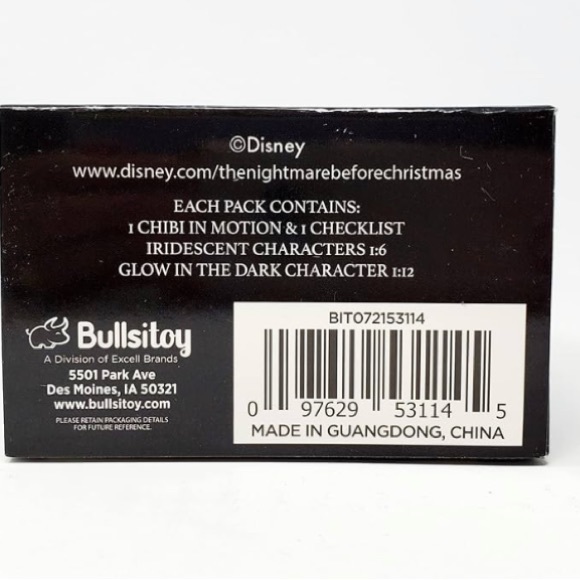 ©Disney
www.disney.com/thenightmarebeforechristmas
EACH PACK CONTAINS:
1 CHIBI IN MOTION & 1 CHECKLIST
IRIDESCENT CHARACTERS 1:6
GLOW IN THE DARK CHARACTER 1:12
Bullsitoy
A Division of Excell Brands
5501 Park Ave
Des Moines, IA 50321
www.bullsitoy.com
PLEASE RETAIN PACKAGING DETAILS
FOR FUTURE REFERENCE.
BIT072153114
0 97629 53114 5
MADE IN GUANGDONG, CHINA